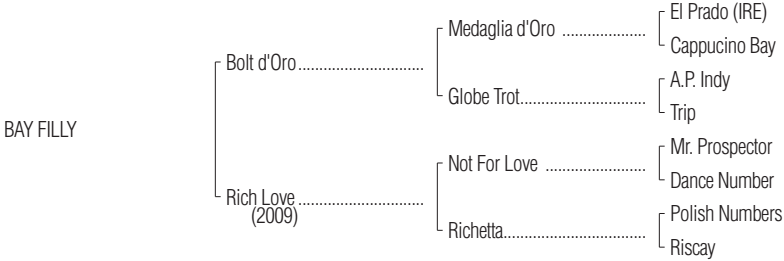 El Prado (IRE)
Medaglia d'Oro ....................
Cappucino Bay
Bolt d'Oro..............................
A.P. Indy
Globe Trot..............................
Trip
BAY FILLY
Mr. Prospector
Not For Love ........................
Dance Number
Rich Love..............................
(2009)
Polish Numbers
Richetta..................................
Riscay